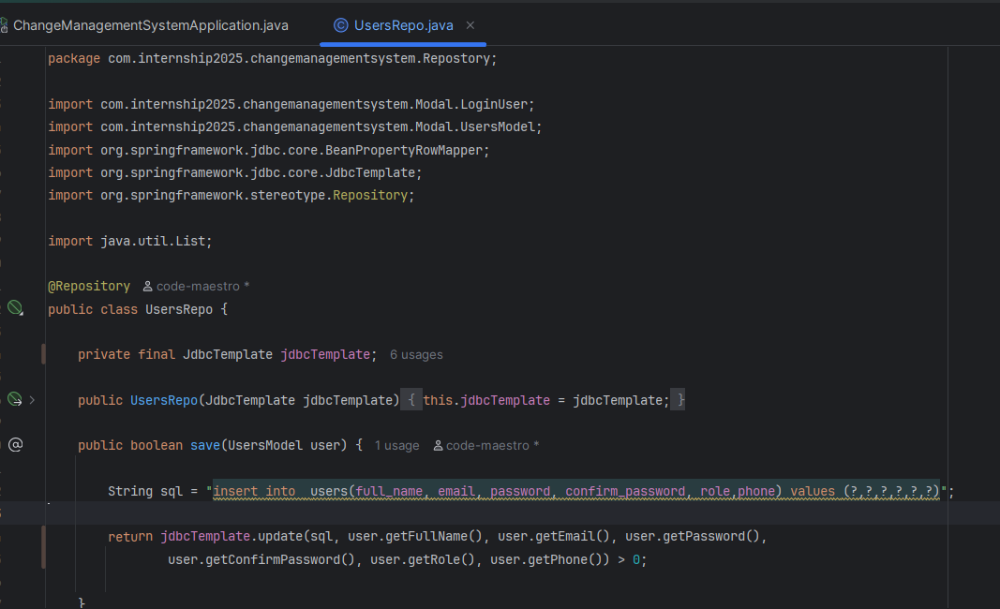 ChangeManagementSystemApplication.java UsersRepo.java
package com.internship2025.changemanagementsystem.Repostory;
import com.internship2025.changemanagementsystem.Modal.LoginUser;
import com.internship2025.changemanagementsystem.Modal.UsersModel;
import org.springframework.jdbc.core.BeanPropertyRowMapper;
import org.springframework.jdbc.core.JdbcTemplate;
import org.springframework.stereotype.Repository;
import java.util.List;
@Repository code-maestro *
public class UsersRepo {
private final JdbcTemplate jdbcTemplate; 6 usages
public UsersRepo(JdbcTemplate jdbcTemplate) { this.jdbcTemplate = jdbcTemplate; }
public boolean save(UsersModel user) { 1 usage code-maestro *
String sql = "insert into  users(full_name, email, password, confirm_password, role,phone) values (?,?,?,?,?,?)";
return jdbcTemplate.update(sql, user.getFullName(), user.getEmail(), user.getPassword(),
user.getConfirmPassword(), user.getRole(), user.getPhone()) > 0;
}